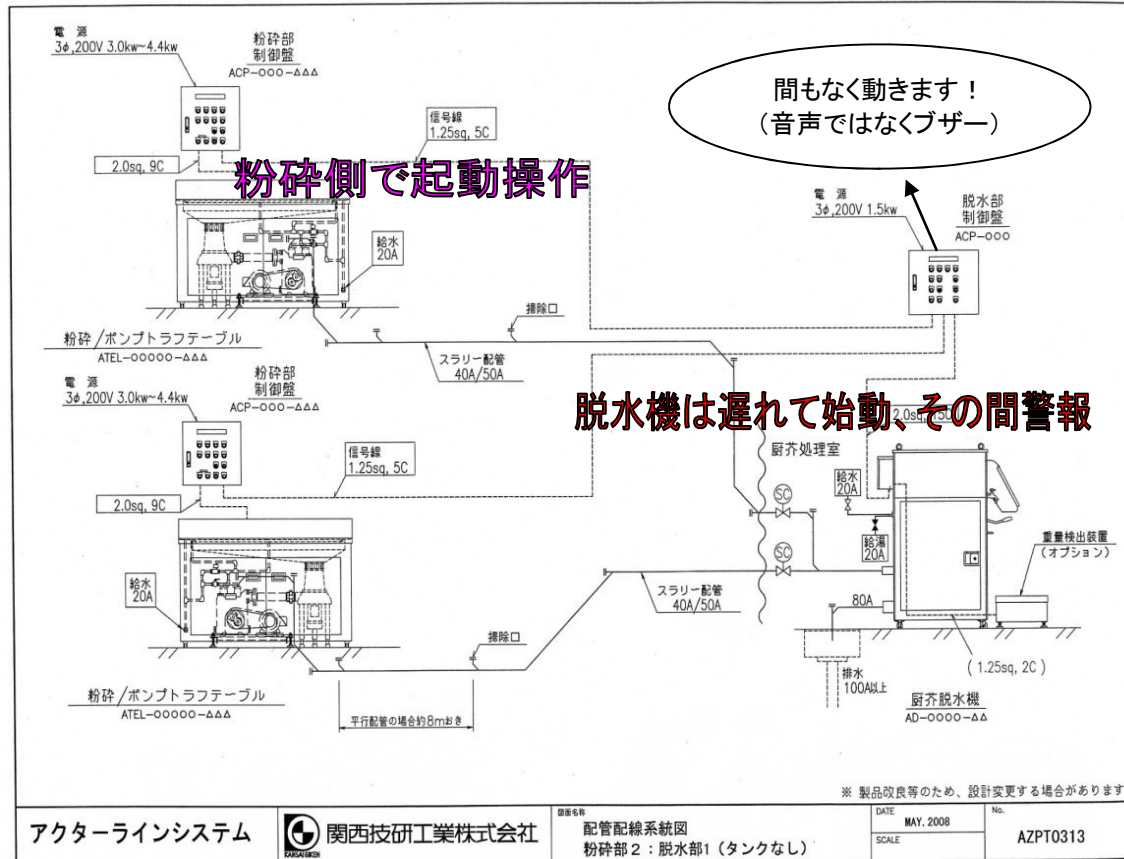 電 源
3φ,200V 3.0kw~4.4kw
粉砕部
制御盤
ACP-○○○-△△△
信号線
1.25sq, 5C
2.0sq, 9C
粉砕側で起動操作
給水
20A
間もなく動きます！
（音声ではなくブザー）
電 源
3φ,200V 1.5kw
脱水部
制御盤
ACP-○○○
掃除口
粉砕/ポンプトラフテーブル
ATEL-○○○○○-△△△
スラリー配管
40A/50A
電 源
3φ,200V 3.0kw~4.4kw
粉砕部
制御盤
ACP-○○○-△△△
脱水機は遅れて始動、その間警報
2.0sq, 15C
信号線
1.25sq, 5C
2.0sq, 9C
厨芥処理室
SC
給水
20A
給湯
20A
重量検出装置
(オプション)
SC
給水
20A
スラリー配管
40A/50A
80A
掃除口
排水
100A以上
(1.25sq, 2C)
粉砕/ポンプトラフテーブル
ATEL-○○○○○-△△△
平行配管の場合約8mおき
厨芥脱水機
AD-○○○○-△△
※ 製品改良等のため、設計変更する場合があります
アクターラインシステム
KANSAI GIKEN
関西技研工業株式会社
図面名称
配管配線系統図
粉砕部2：脱水部1（タンクなし）
DATE
MAY. 2008
SCALE
No.
AZPT0313